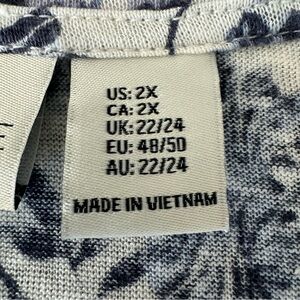 US: 2X
CA: 2X
UK: 22/24
EU: 48/50
AU: 22/24
MADE IN VIETNAM